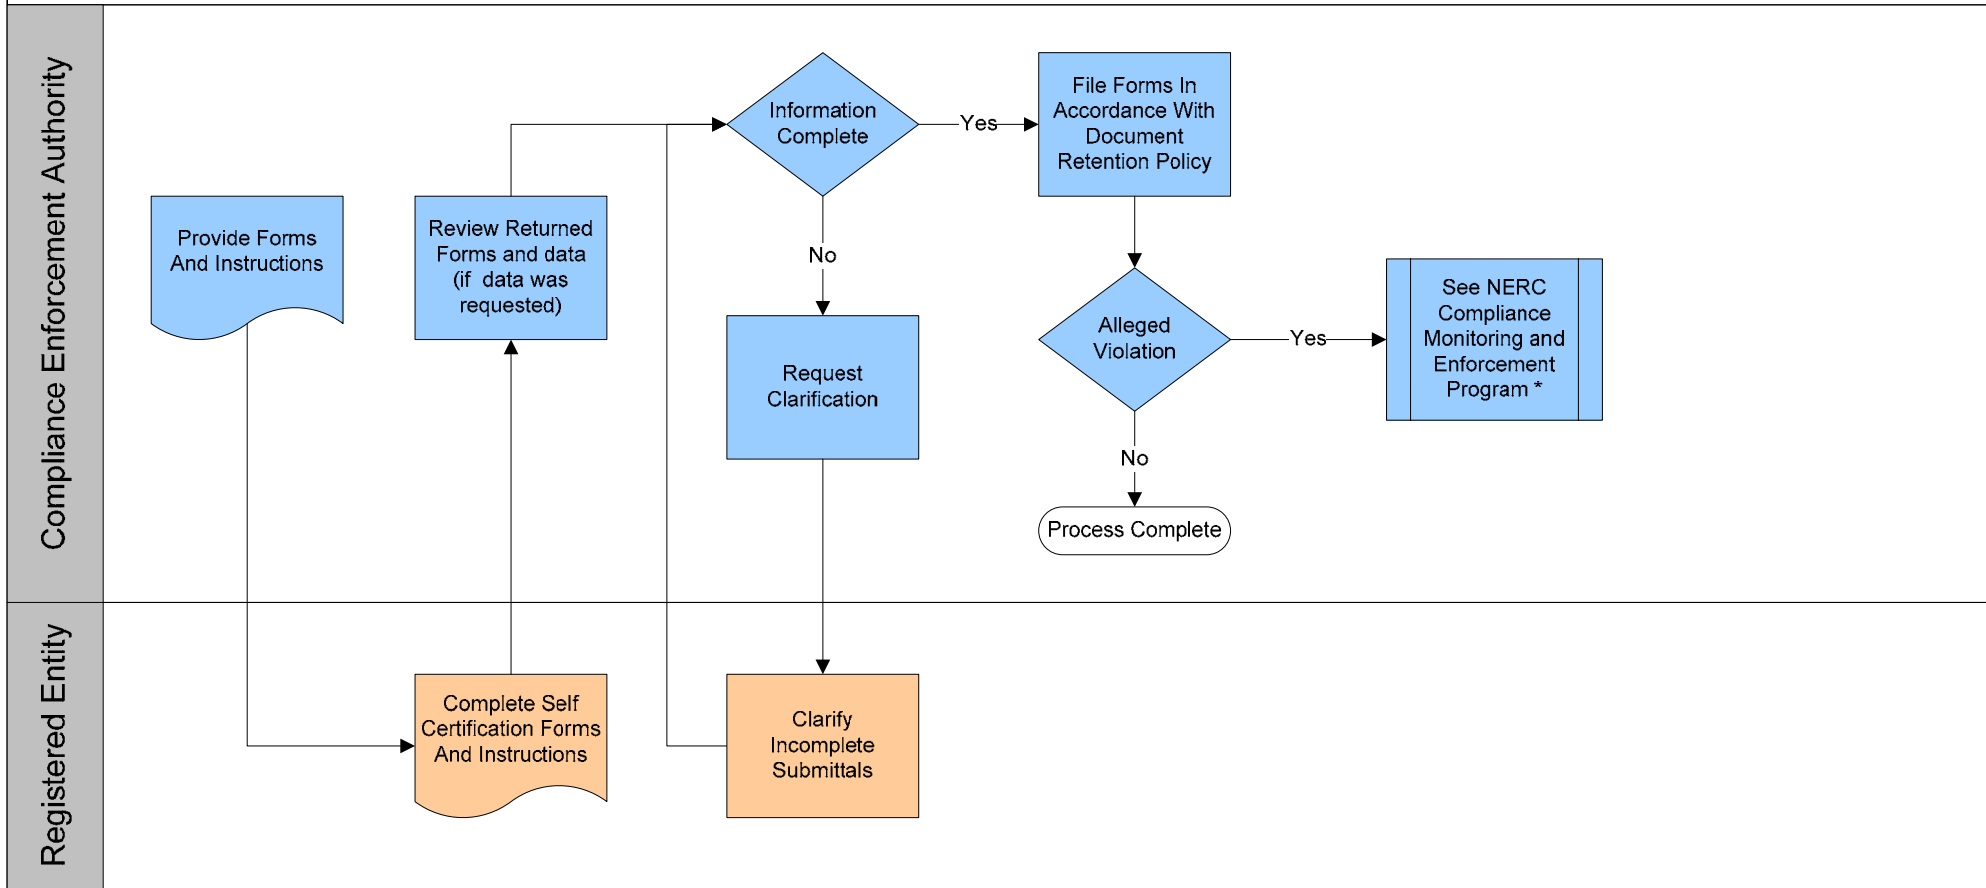 Compliance Enforcement Authority
Provide Forms
And Instructions
Review Returned
Forms and data
(if data was
requested)
Information
Complete
Yes
No
File Forms In
Accordance With
Document
Retention Policy
Request
Clarification
Alleged
Violation
Yes
No
See NERC
Compliance
Monitoring and
Enforcement
Program *
Process Complete
Registered Entity
Complete Self
Certification Forms
And Instructions
Clarify
Incomplete
Submittals